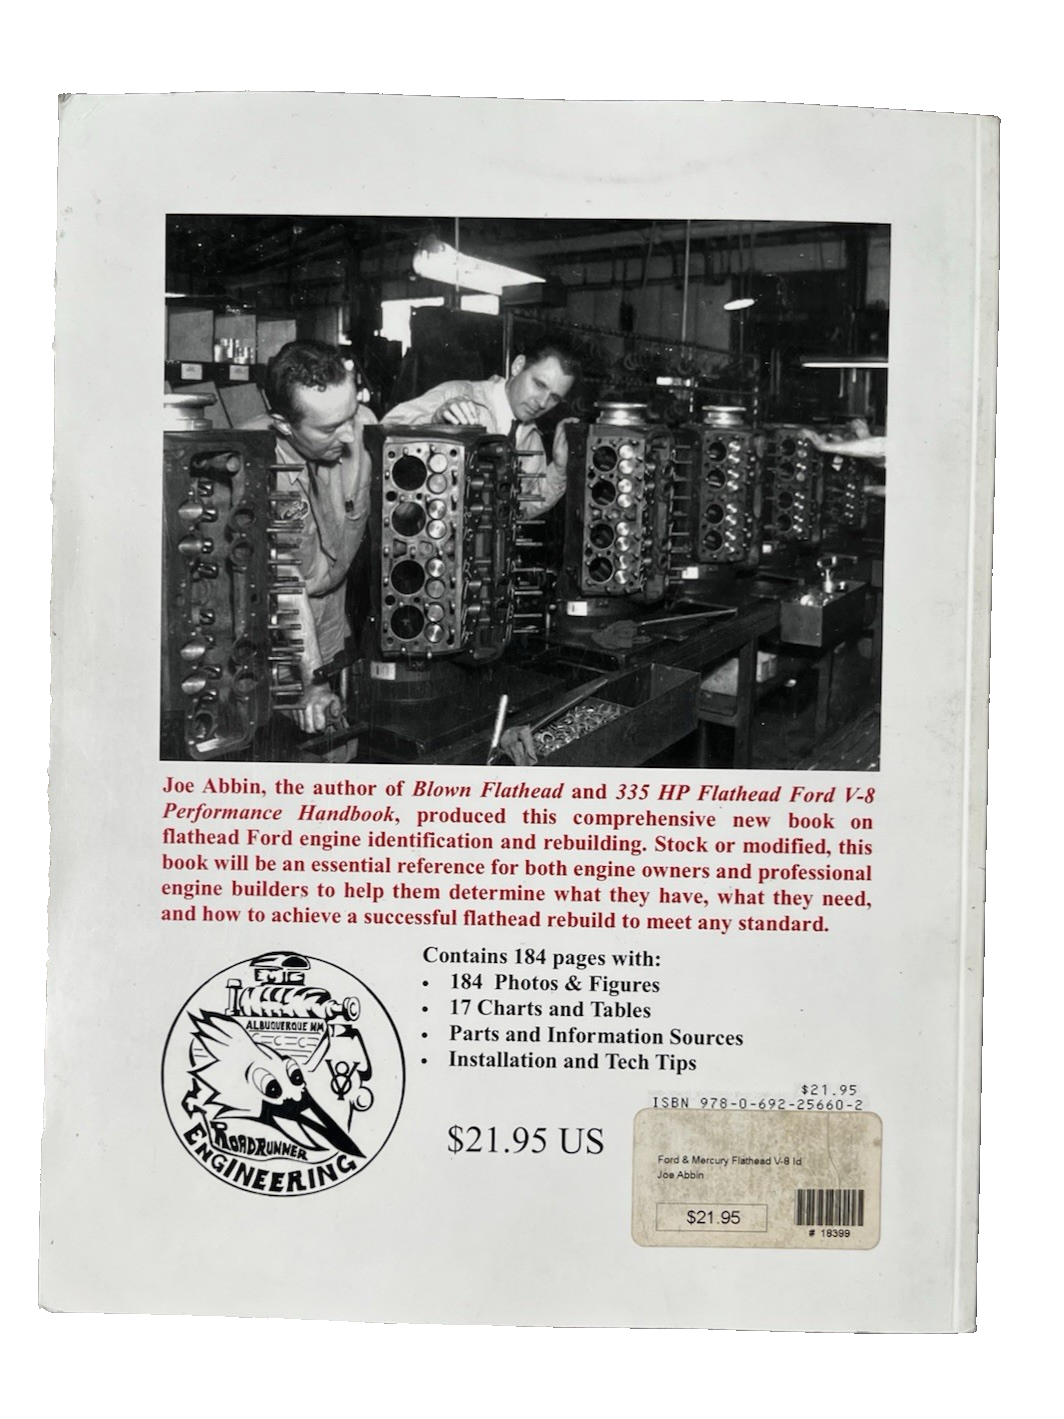 Joe Abbin, the author of Blown Flathead and 335 HP Flathead Ford V-8
Performance Handbook, produced this comprehensive new book on
flathead Ford engine identification and rebuilding. Stock or modified, this
book will be an essential reference for both engine owners and professional
engine builders to help them determine what they have, what they need,
and how to achieve a successful flathead rebuild to meet any standard.
Contains 184 pages with:
• 184 Photos & Figures
• 17 Charts and Tables
• Parts and Information Sources
• Installation and Tech Tips
ALBUQUERQUE NM
V8
ROADRUNNER
ENGINEERING
$21.95 US
$21.95
ISBN 978-0-692-25660-2
Ford & Mercury Flathead V-8 Id
Joe Abbin
$21.95
# 18399